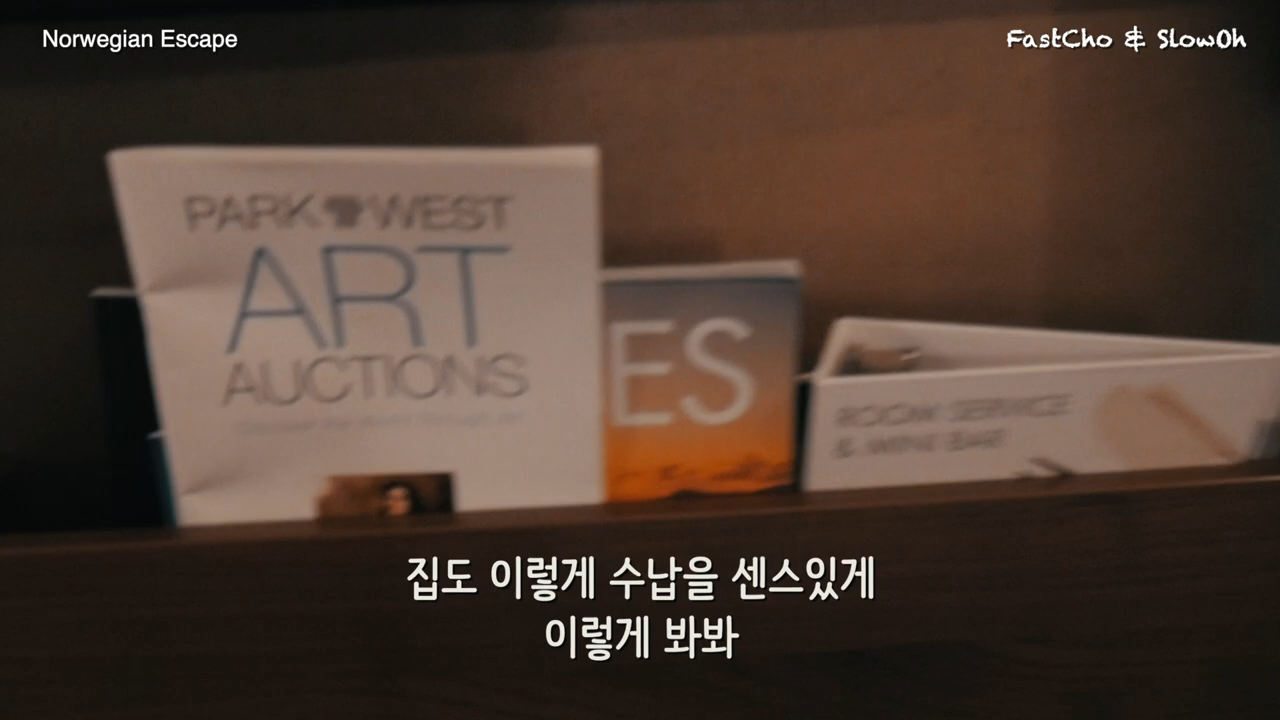 Norwegian Escape
FastCho & SlowOh
PARK WEST
ART
AUCTIONS
ES
ROOM SERVICE
& MINI BAR
집도 이렇게 수납을 센스있게
이렇게 봐봐